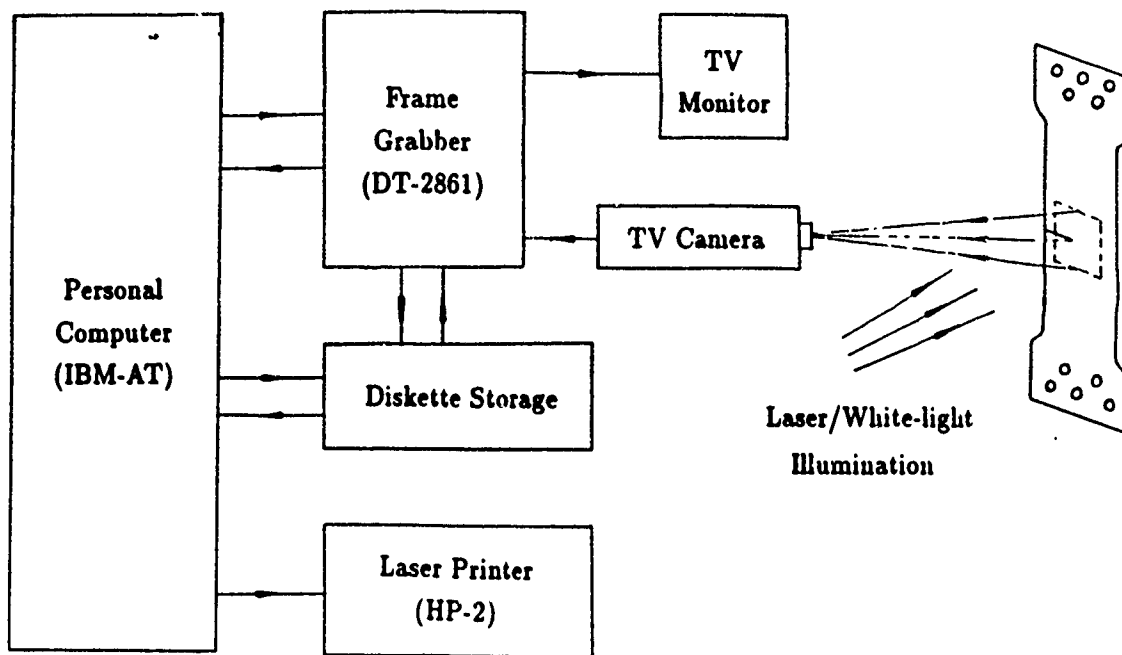 TV
Monitor
Frame
Grabber
(DT-2861)
TV Camera
Personal
Computer
(IBM-AT)
Diskette Storage
Laser/White-light
Illumination
Laser Printer
(HP-2)